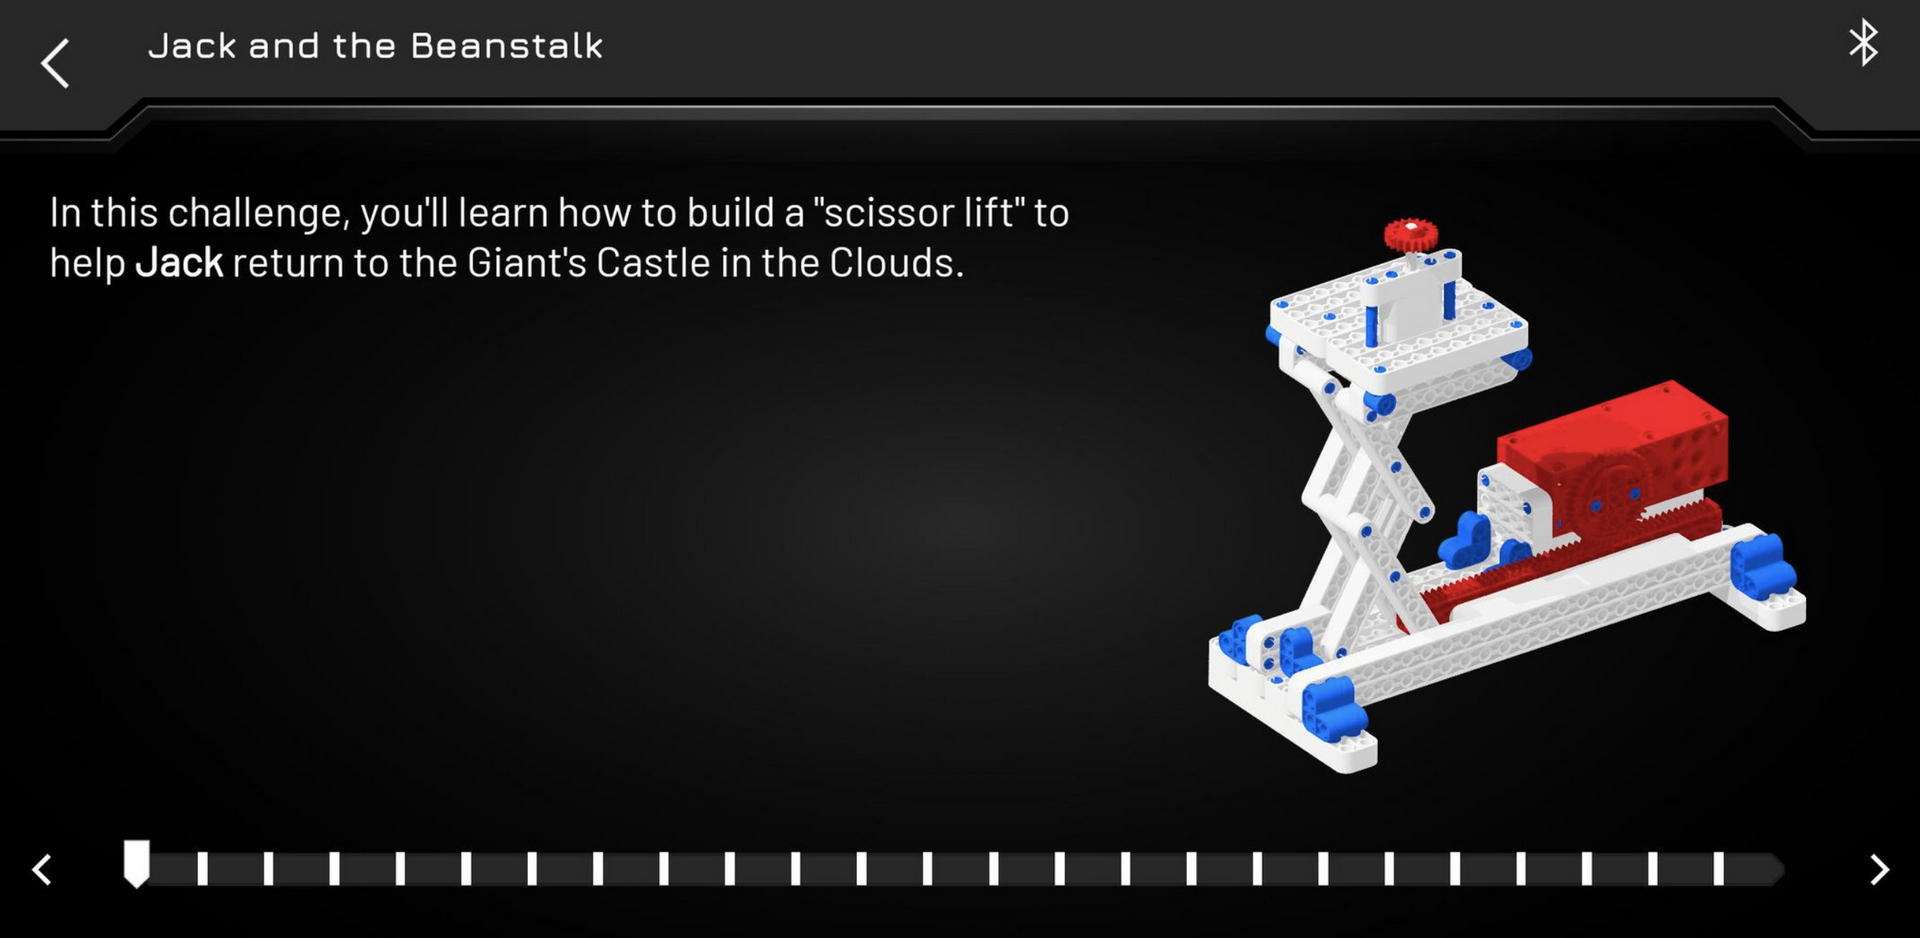 Jack and the Beanstalk
In this challenge, you'll learn how to build a "scissor lift" to
help Jack return to the Giant's Castle in the Clouds.